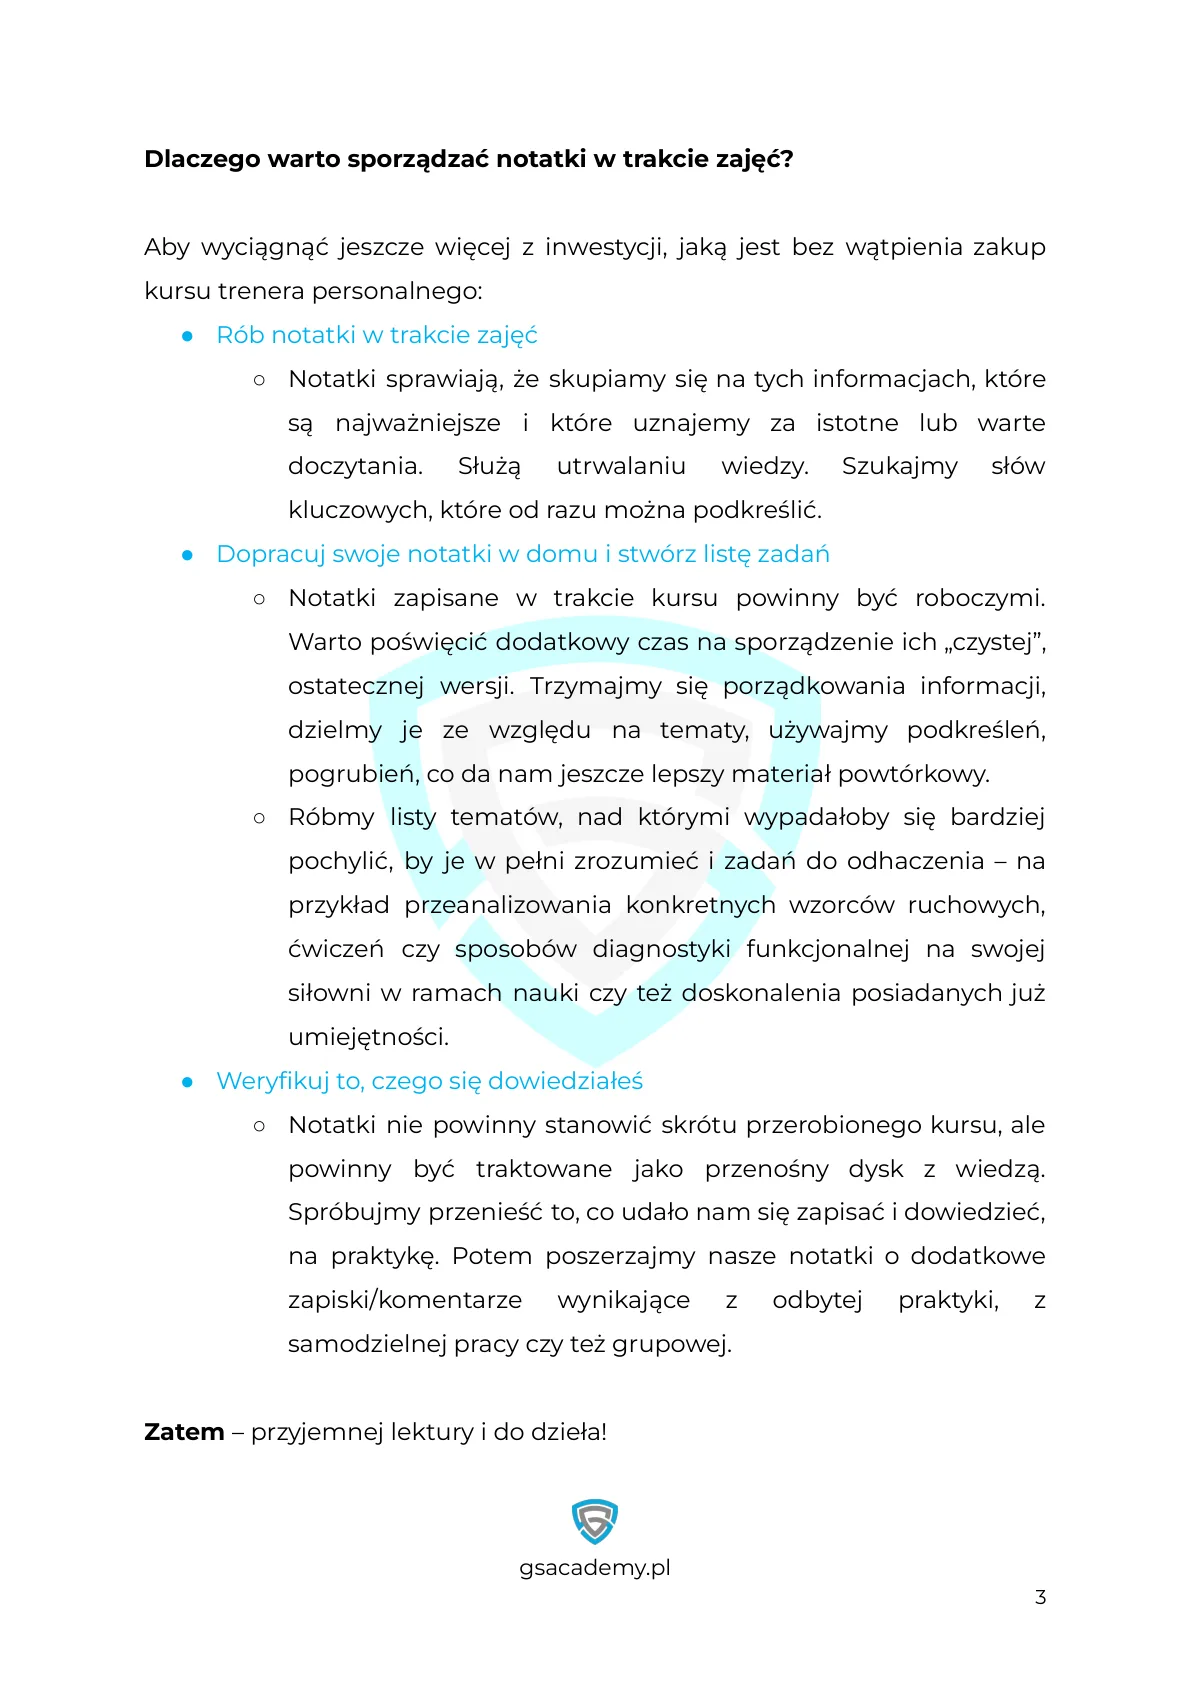 Dlaczego warto sporządzać notatki w trakcie zajęć?
Aby wyciągnąć jeszcze więcej z inwestycji, jaką jest bez wątpienia zakup
kursu trenera personalnego:
● Rób notatki w trakcie zajęć
○ Notatki sprawiają, że skupiamy się na tych informacjach, które
są najważniejsze i które uznajemy za istotne lub warte
doczytania. Służą utrwalaniu wiedzy. Szukajmy słów
kluczowych, które od razu można podkreślić.
● Dopracuj swoje notatki w domu i stwórz listę zadań
○ Notatki zapisane w trakcie kursu powinny być roboczymi.
Warto poświęcić dodatkowy czas na sporządzenie ich „czystej”,
ostatecznej wersji. Trzymajmy się porządkowania informacji,
dzielmy je ze względu na tematy, używajmy podkreśleń,
pogrubień, co da nam jeszcze lepszy materiał powtórkowy.
○ Róbmy listy tematów, nad którymi wypadałoby się bardziej
pochylić, by je w pełni zrozumieć i zadań do odhaczenia – na
przykład przeanalizowania konkretnych wzorców ruchowych,
ćwiczeń czy sposobów diagnostyki funkcjonalnej na swojej
siłowni w ramach nauki czy też doskonalenia posiadanych już
umiejętności.
● Weryfikuj to, czego się dowiedziałeś
○ Notatki nie powinny stanowić skrótu przerobionego kursu, ale
powinny być traktowane jako przenośny dysk z wiedzą.
Spróbujmy przenieść to, co udało nam się zapisać i dowiedzieć,
na praktykę. Potem poszerzajmy nasze notatki o dodatkowe
zapiski/komentarze wynikające z odbytej praktyki, z
samodzielnej pracy czy też grupowej.
Zatem – przyjemnej lektury i do dzieła!
gsacademy.pl
3